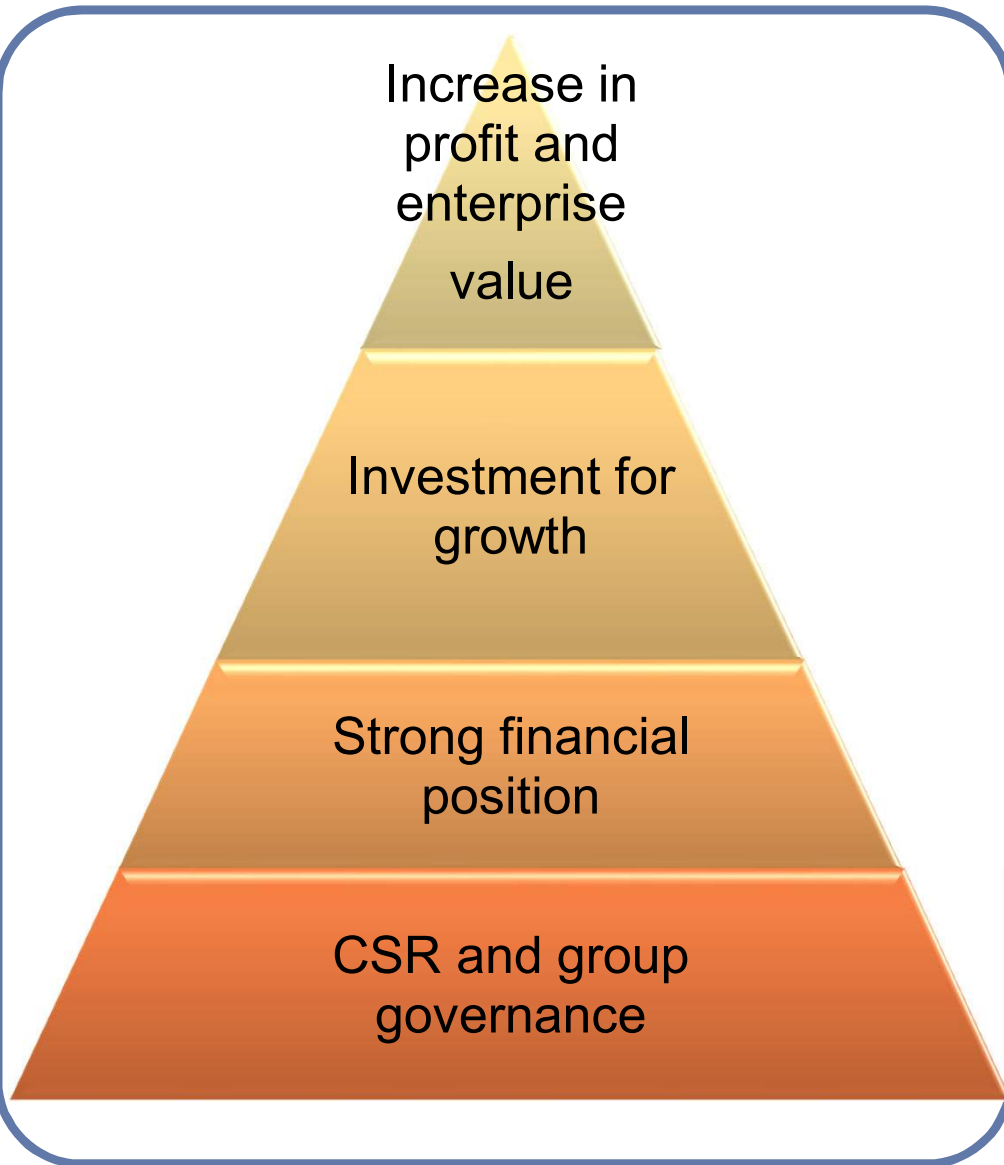 Increase in
profit and
enterprise
value
Investment for
growth
Strong financial
position
CSR and group
governance